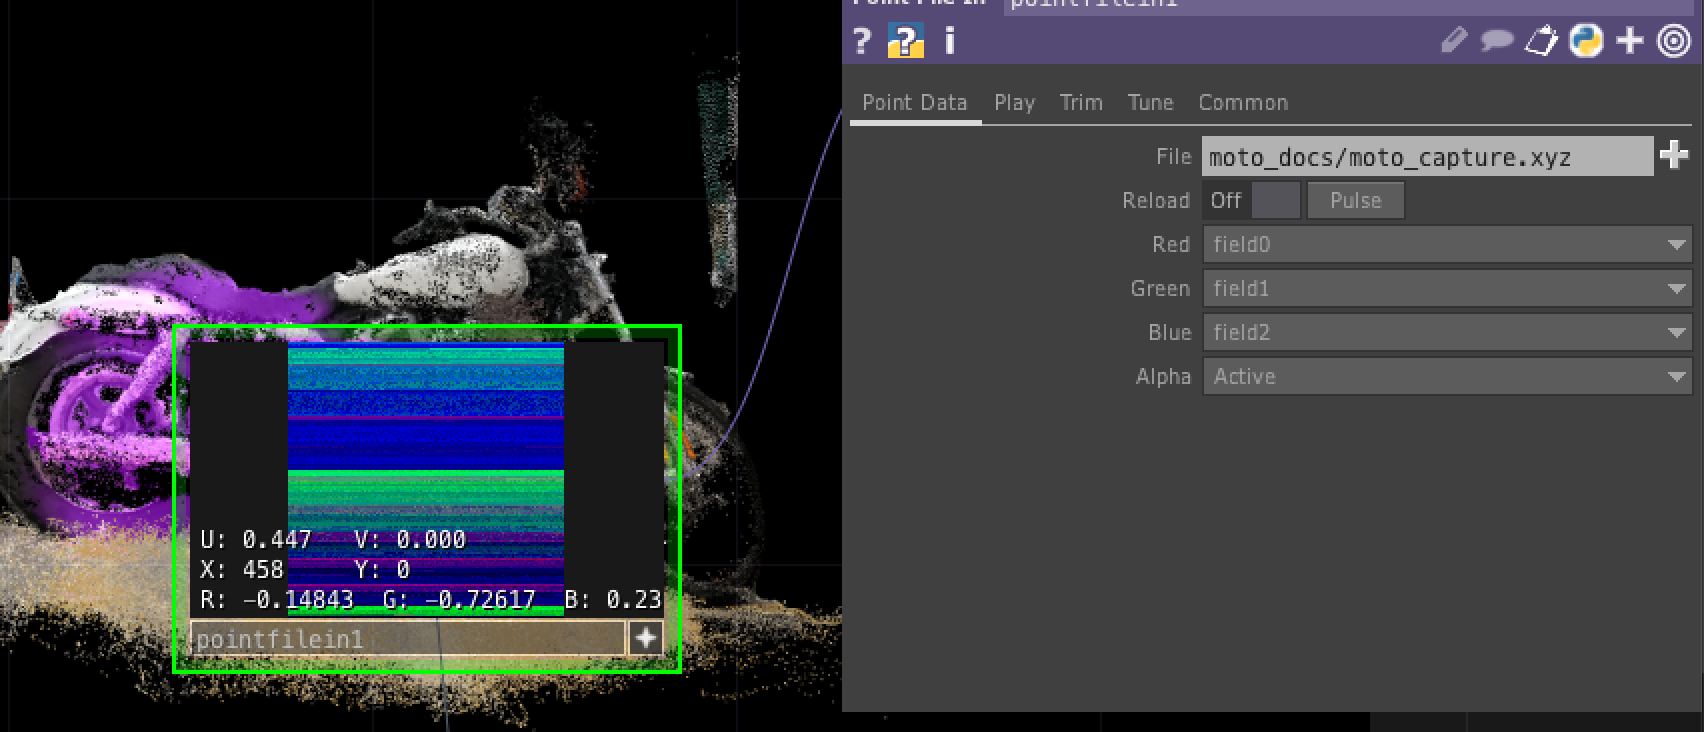 Point File In pointfilein1
? ? i
Point Data Play Trim Tune Common
File moto_docs/moto_capture.xyz
Reload Off Pulse
Red field0
Green field1
Blue field2
Alpha Active
U: 0.447 V: 0.000
X: 458 Y: 0
R: -0.14843 G: -0.72617 B: 0.23
pointfilein1